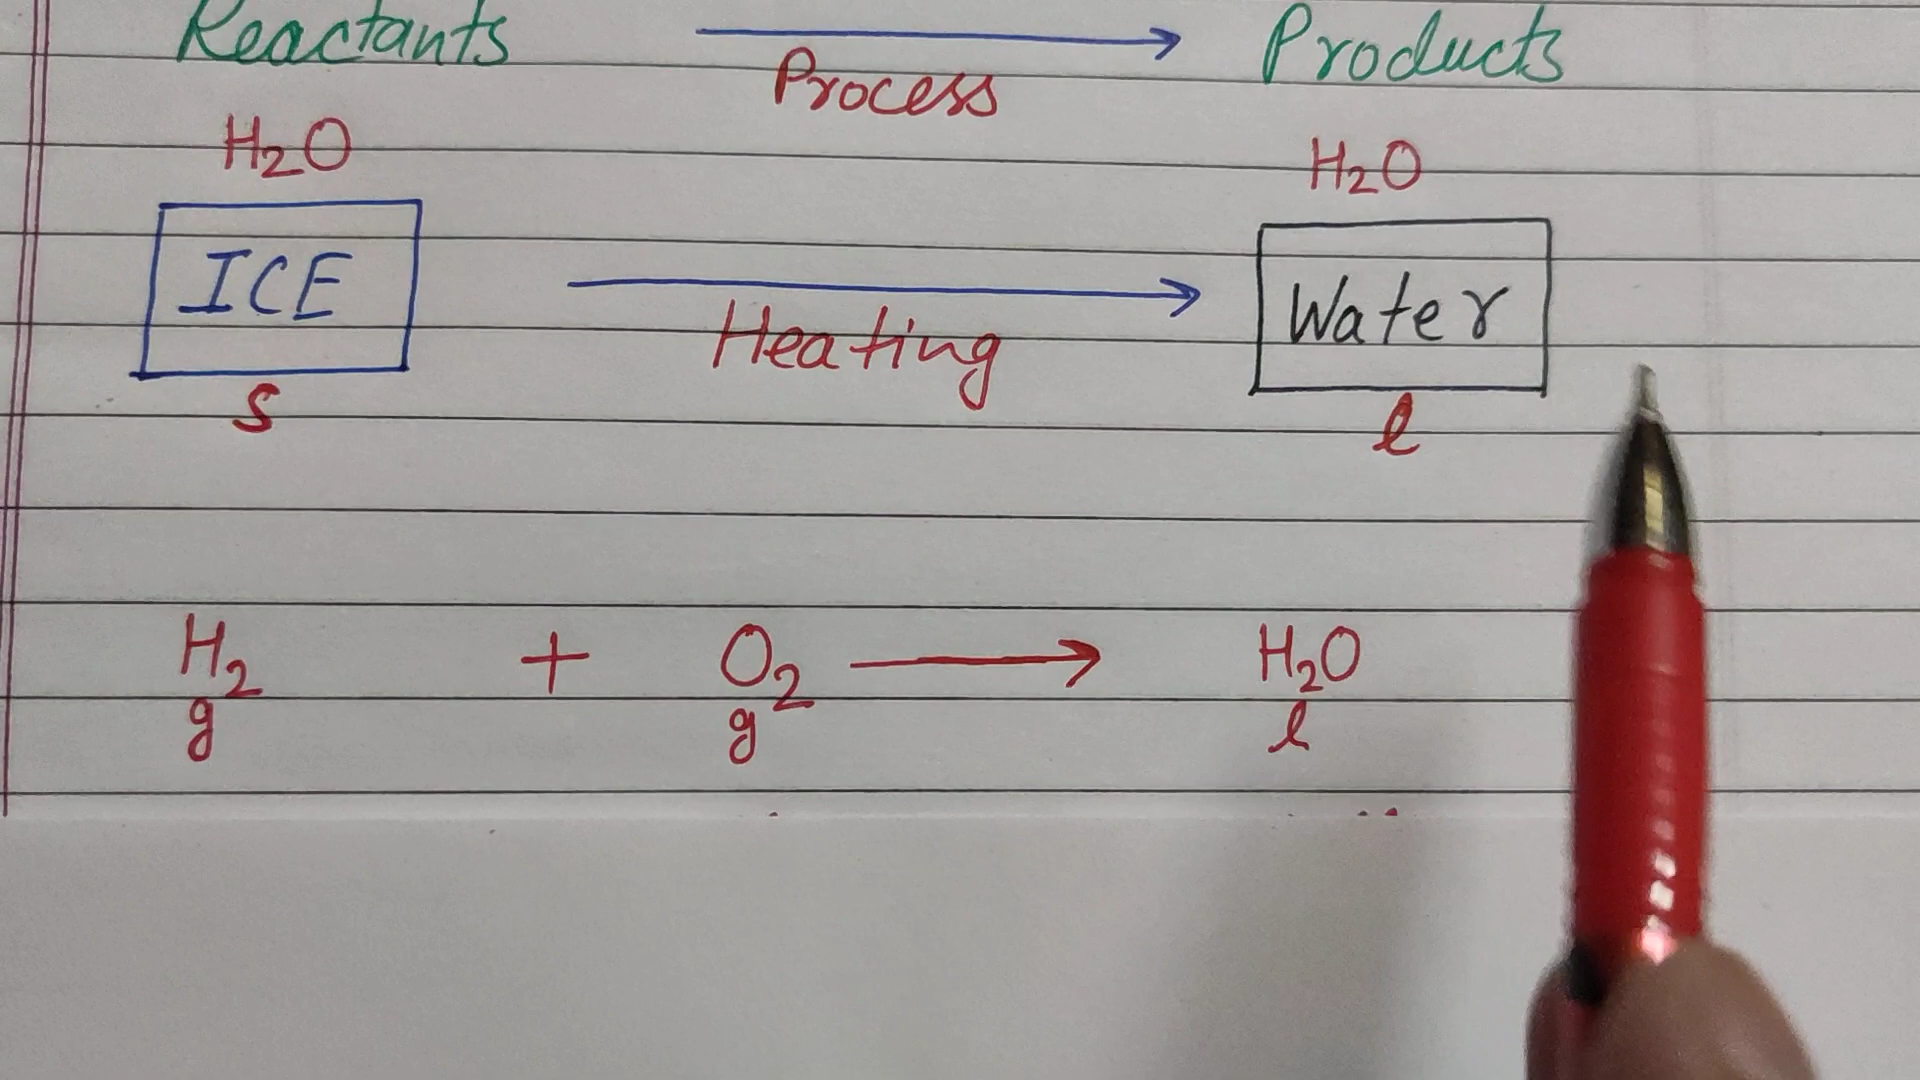 Reactants Process Products
H₂O H₂O
ICE Heating Water
s l
H₂ + O₂ → H₂O
g g l